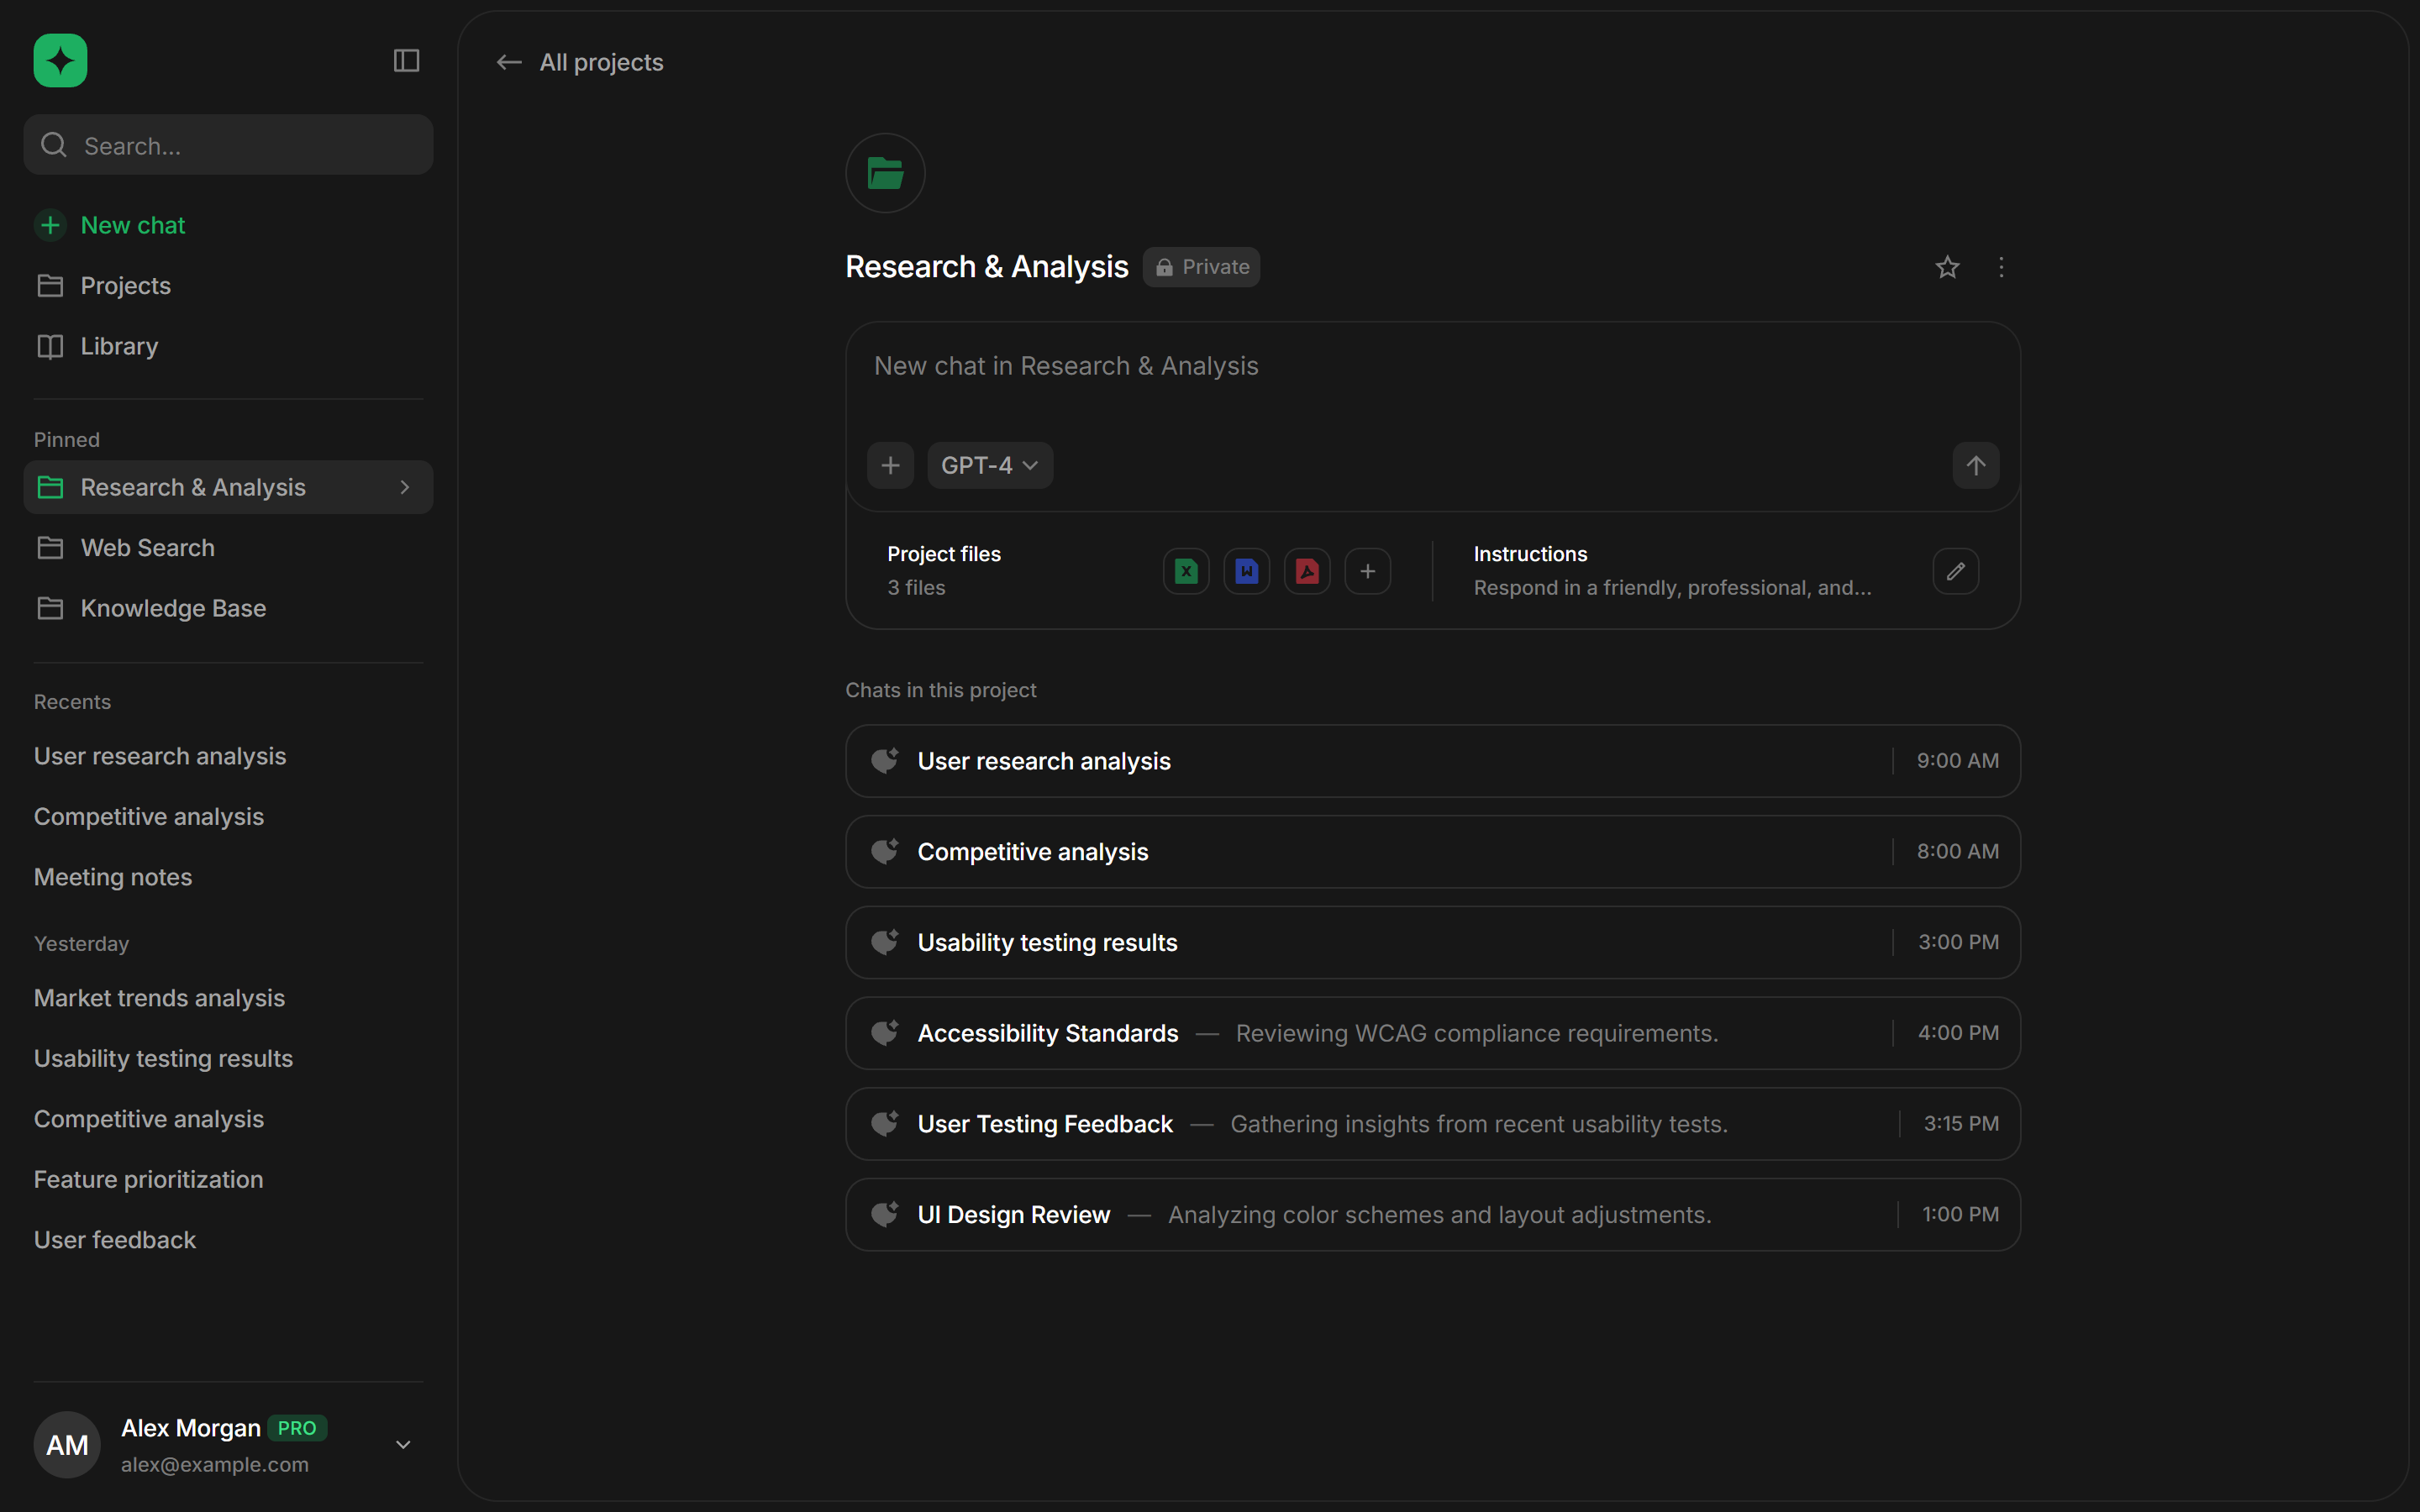 Search...
New chat
Projects
Library
Pinned
Research & Analysis
Web Search
Knowledge Base
Recents
User research analysis
Competitive analysis
Meeting notes
Yesterday
Market trends analysis
Usability testing results
Competitive analysis
Feature prioritization
User feedback
AM
Alex Morgan PRO
alex@example.com
All projects
Research & Analysis Private
New chat in Research & Analysis
GPT-4
Project files
3 files
X W
Instructions
Respond in a friendly, professional, and...
Chats in this project
User research analysis 9:00 AM
Competitive analysis 8:00 AM
Usability testing results 3:00 PM
Accessibility Standards — Reviewing WCAG compliance requirements. 4:00 PM
User Testing Feedback — Gathering insights from recent usability tests. 3:15 PM
UI Design Review — Analyzing color schemes and layout adjustments. 1:00 PM